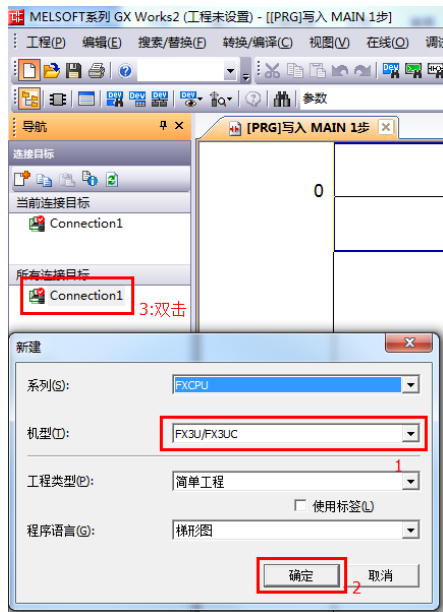 MELSOFT系列 GX Works2 (工程未设置) - [[PRG]写入 MAIN 1步]
工程(P) 编辑(E) 搜索/替换(F) 转换/编译(C) 视图(V) 在线(O) 调
参数
导航
[PRG]写入 MAIN 1步
连接目标
当前连接目标
Connection1
0
所有连接目标
Connection1
3:双击
新建
系列(S): FXCPU
机型(T): FX3U/FX3UC
1
工程类型(P): 简单工程
使用标签(L)
程序语言(G): 梯形图
确定 取消
2